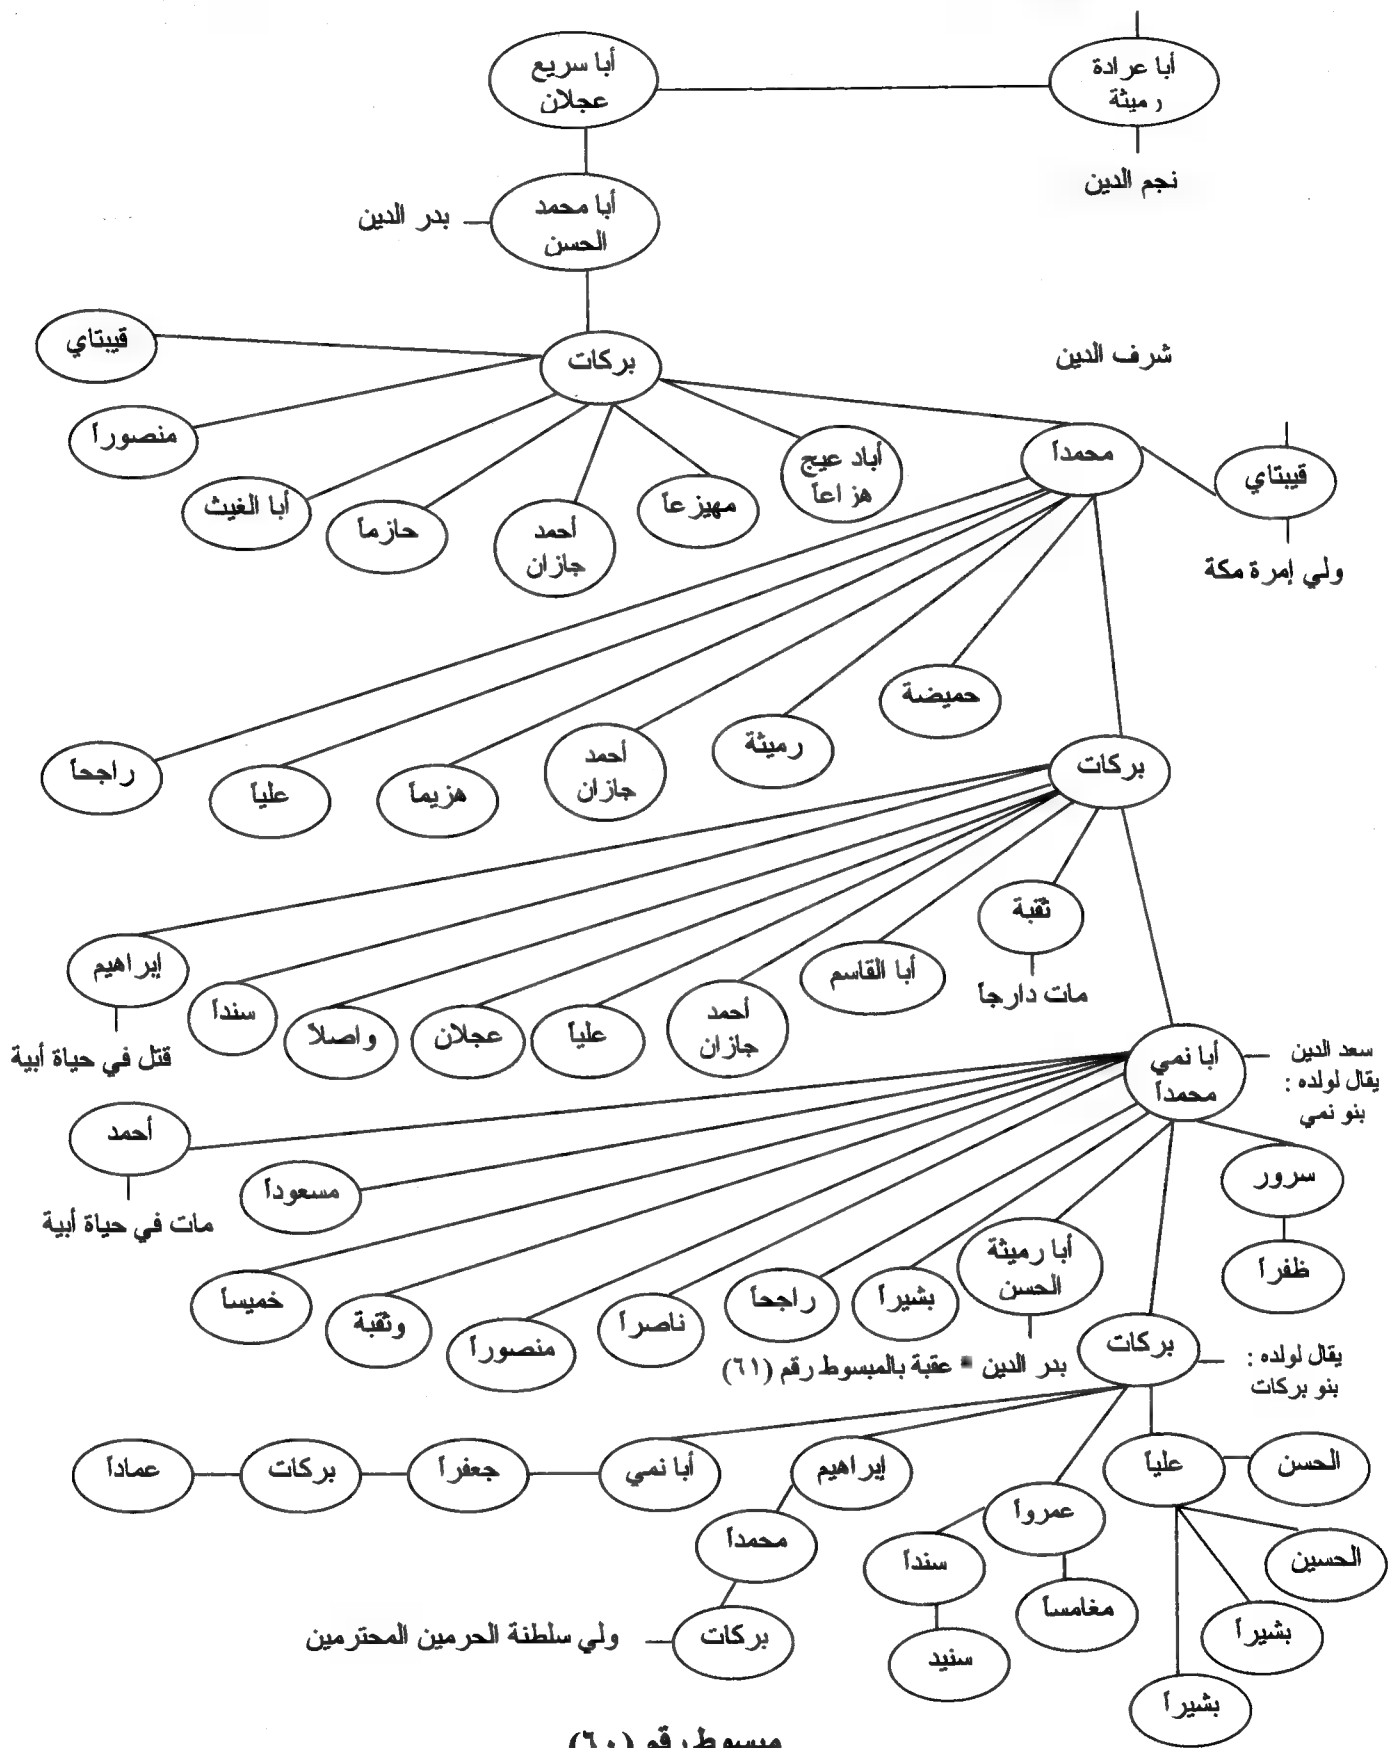 أبا عرادة
رميثة
أبا سريع
عجلان
نجم الدين
أبا محمد
الحسن
بدر الدين
بركات
قيبتاي
شرف الدين
محمداً
قيبتاي
ولي إمرة مكة
أباد عيج
هزاعاً
مهيزعاً
أحمد
جازان
حازماً
أبا الغيث
منصوراً
حميضة
رميثة
أحمد
جازان
هزيماً
علياً
راجحاً
بركات
ثقبة
مات دارجاً
أبا القاسم
أحمد
جازان
علياً
عجلان
واصلاً
سنداً
إبراهيم
قتل في حياة أبية
أبا نمي
محمداً
سعد الدين
يقال لولده :
بنو نمي
سرور
ظفراً
أبا رميثة
الحسن
بدر الدين * عقبة بالمبسوط رقم (٦١)
بشيراً
راجحاً
ناصراً
منصوراً
وثقبة
خميساً
مسعوداً
أحمد
مات في حياة أبية
بركات
يقال لولده :
بنو بركات
الحسن
علياً
الحسين
بشيراً
بشيراً
عمرواً
مغامساً
سنداً
سنيد
إبراهيم
محمداً
بركات
ولي سلطنة الحرمين المحترمين
أبا نمي
جعفراً
بركات
عماداً
مبسوط رقم (٦٠)